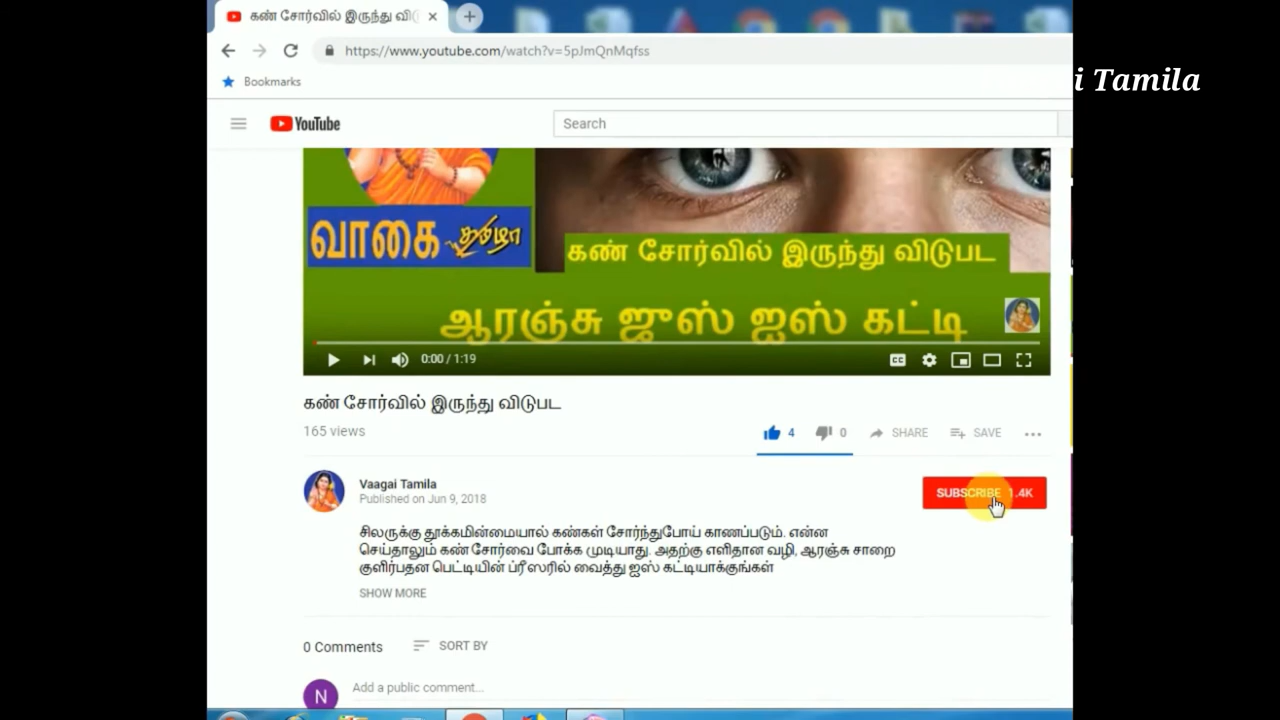 கண் சோர்வில் இருந்து விடு
https://www.youtube.com/watch?v=5pJmQnMqfss
Bookmarks
i Tamila
YouTube
Search
வாகை தமிழா
கண் சோர்வில் இருந்து விடுபட
ஆரஞ்சு ஜுஸ் ஐஸ் கட்டி
0:00 / 1:19
CC
கண் சோர்வில் இருந்து விடுபட
165 views
4
0
SHARE
SAVE
Vaagai Tamila
SUBSCRIBE 1.4K
Published on Jun 9, 2018
சிலருக்கு தூக்கமின்மையால் கண்கள் சோர்ந்துபோய் காணப்படும். என்ன
செய்தாலும் கண் சோர்வை போக்க முடியாது. அதற்கு எளிதான வழி, ஆரஞ்சு சாறை
குளிர்பதன பெட்டியின் ப்ரீஸரில் வைத்து ஐஸ் கட்டியாக்குங்கள்
SHOW MORE
0 Comments
SORT BY
N
Add a public comment...